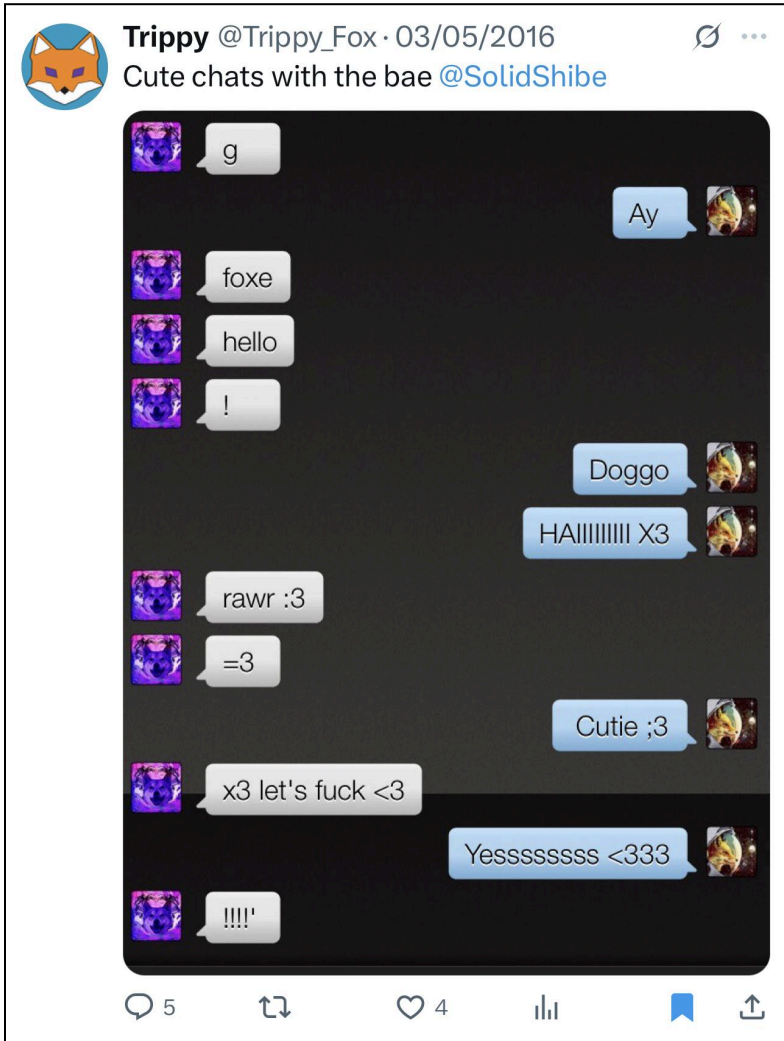 Trippy @Trippy_Fox · 03/05/2016
Cute chats with the bae @SolidShibe
g
Ay
foxe
hello
!
Doggo
HAIIIIIIIII X3
rawr :3
=3
Cutie ;3
x3 let's fuck <3
Yesssssssss <333
!!!!'
5
4